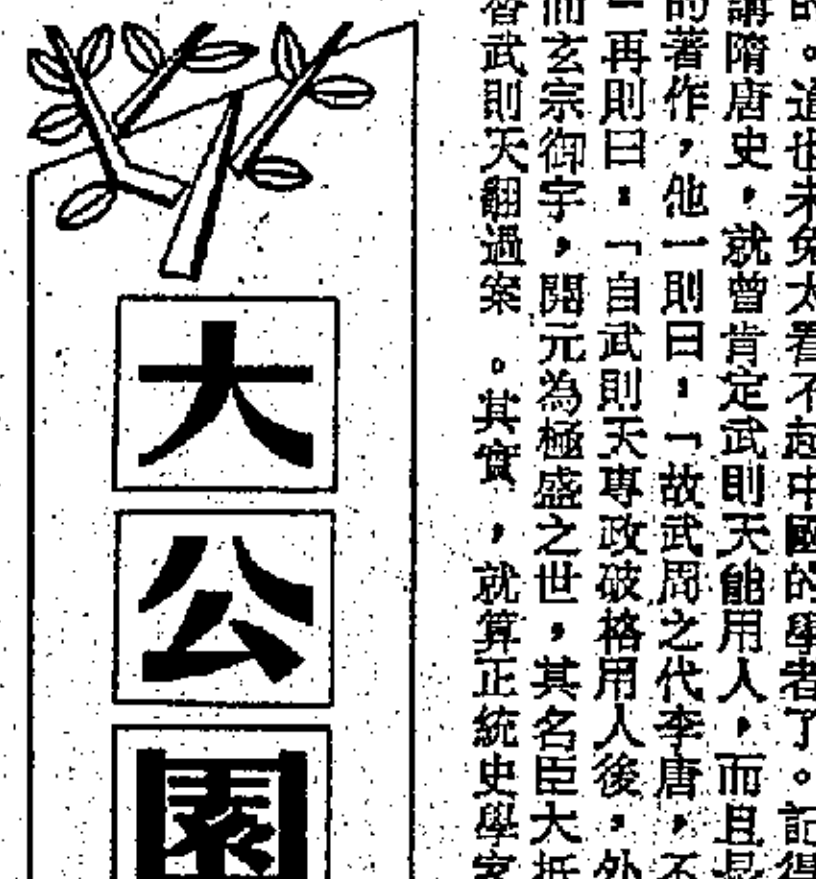 的。這也未免太看不起中國的學者了。記得
講隋唐史，就曾肯定武則天能用人，而且是
的著作，他一則曰：「故武周之代李唐，不
一再則曰：「自武則天專政破格用人後，外
而玄宗御宇，開元為極盛之世，其名臣大抵
武則天翻過案。其實，就算正統史學家
大公園